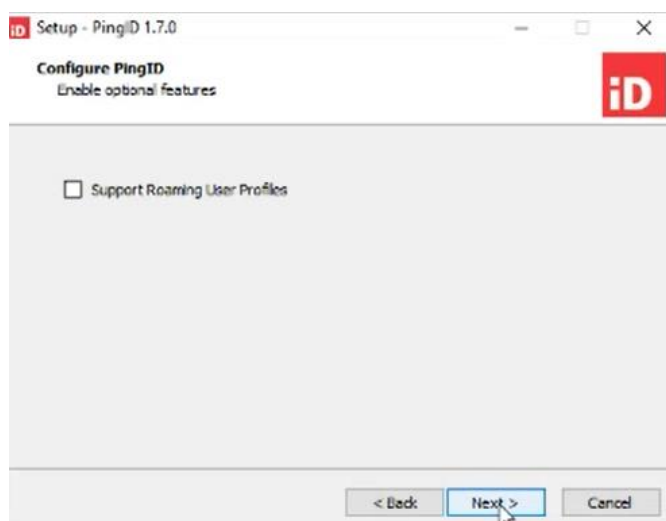 iD Setup - PingID 1.7.0
Configure PingID
Enable optional features
iD
Support Roaming User Profiles
< Back Next > Cancel